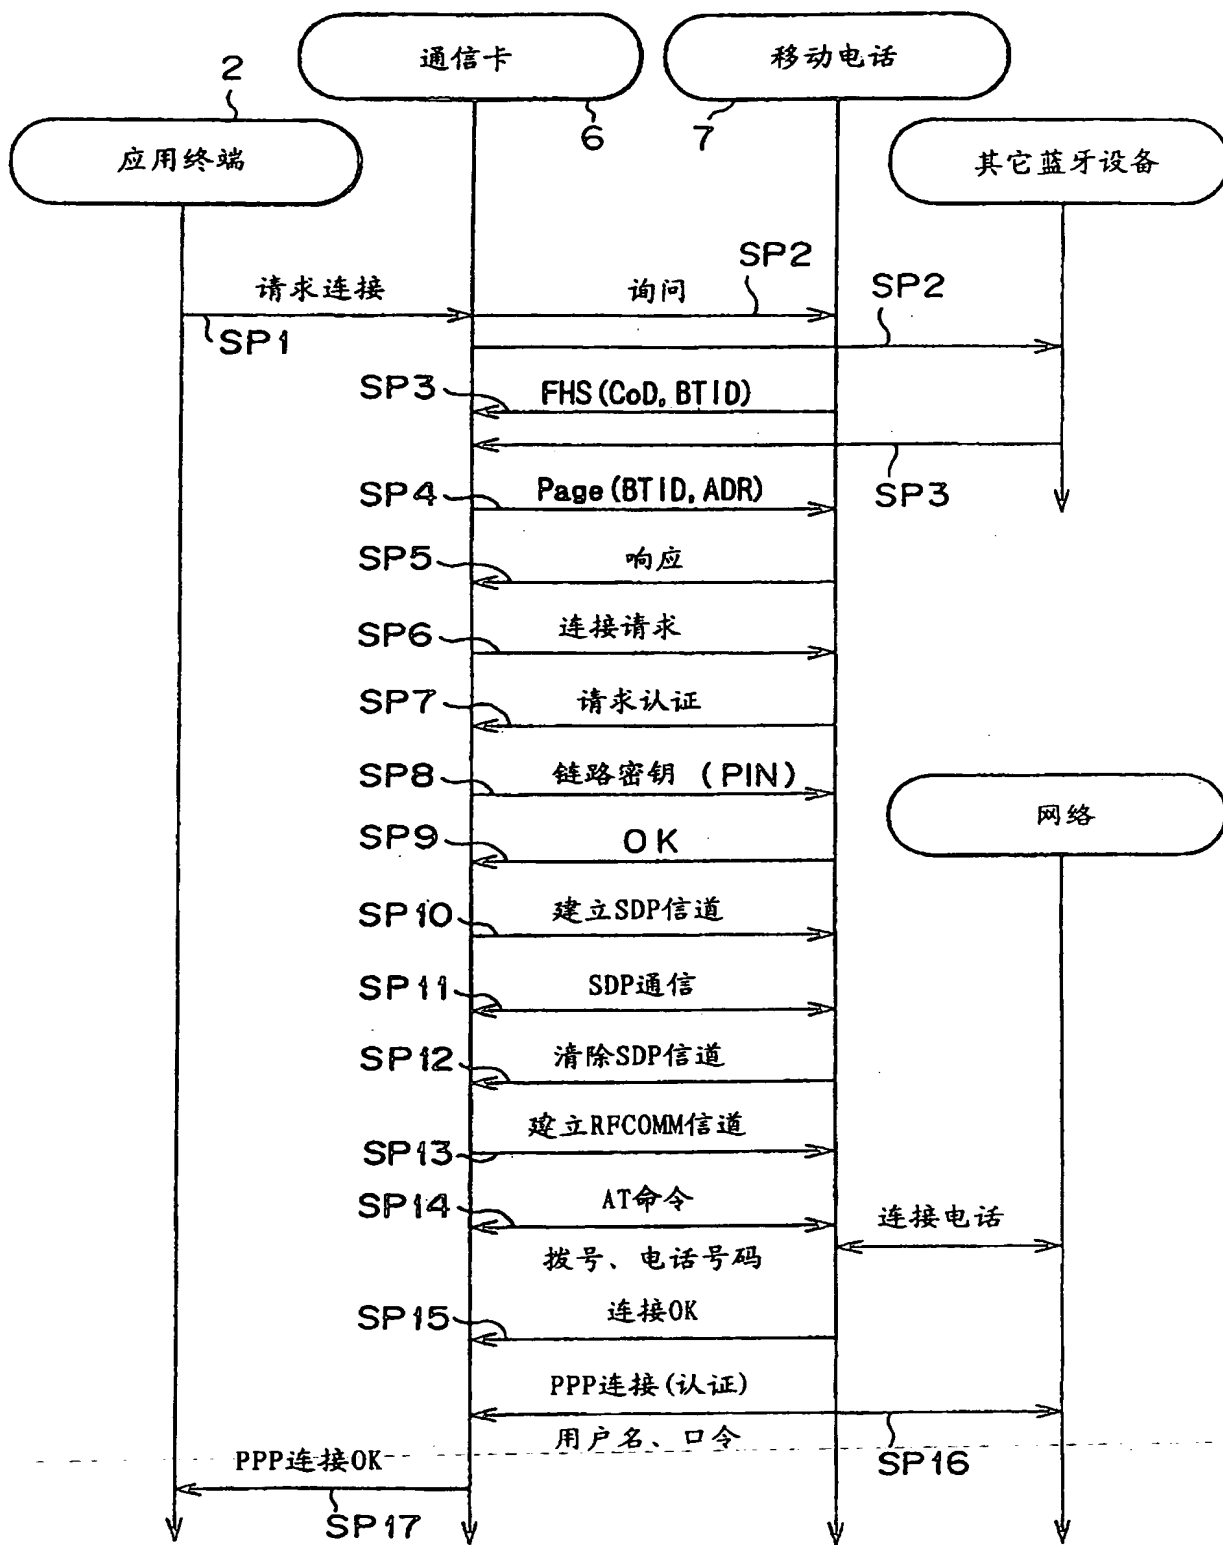 通信卡
移动电话
2
6
7
应用终端
其它蓝牙设备
SP2
SP2
请求连接
询问
SP1
SP3
FHS(CoD, BTID)
SP3
SP4
Page(BTID, ADR)
SP5
响应
SP6
连接请求
SP7
请求认证
SP8
链路密钥 (PIN)
网络
SP9
OK
SP10
建立SDP信道
SP11
SDP通信
SP12
清除SDP信道
SP13
建立RFCOMM信道
SP14
AT命令
连接电话
拨号、电话号码
SP15
连接OK
PPP连接(认证)
用户名、口令
SP16
PPP连接OK
SP17